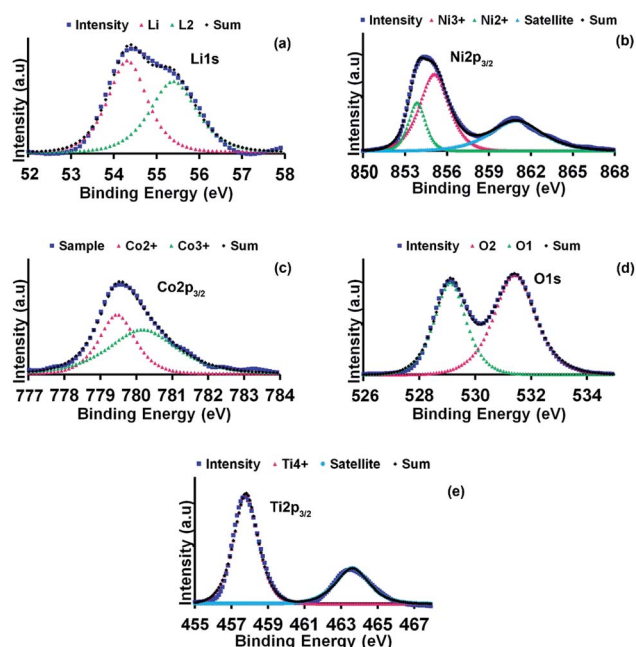 Intensity Li L2 Sum
(a)
Li1s
Intensity (a.u)
52 53 54 55 56 57 58
Binding Energy (eV)
Intensity Ni3+ Ni2+ Satellite Sum
(b)
Ni2p3/2
Intensity (a.u)
850 853 856 859 862 865 868
Binding Energy (eV)
Sample Co2+ Co3+ Sum
(c)
Co2p3/2
Intensity (a.u)
777 778 779 780 781 782 783 784
Binding Energy (eV)
Intensity O2 O1 Sum
(d)
O1s
Intensity (a.u)
526 528 530 532 534
Binding Energy (eV)
Intensity Ti4+ Satellite Sum
(e)
Ti2p3/2
Intensity (a.u)
455 457 459 461 463 465 467
Binding Energy (eV)